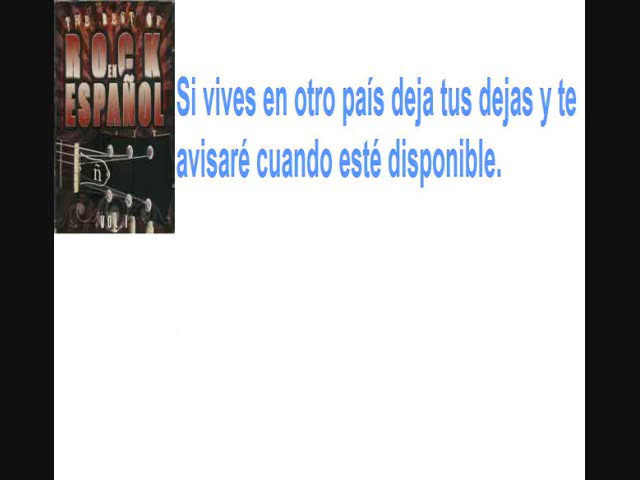 THE BEST OF
ROCK
EN
ESPAÑOL
ñ
VOL I
Si vives en otro país deja tus dejas y te
avisaré cuando esté disponible.